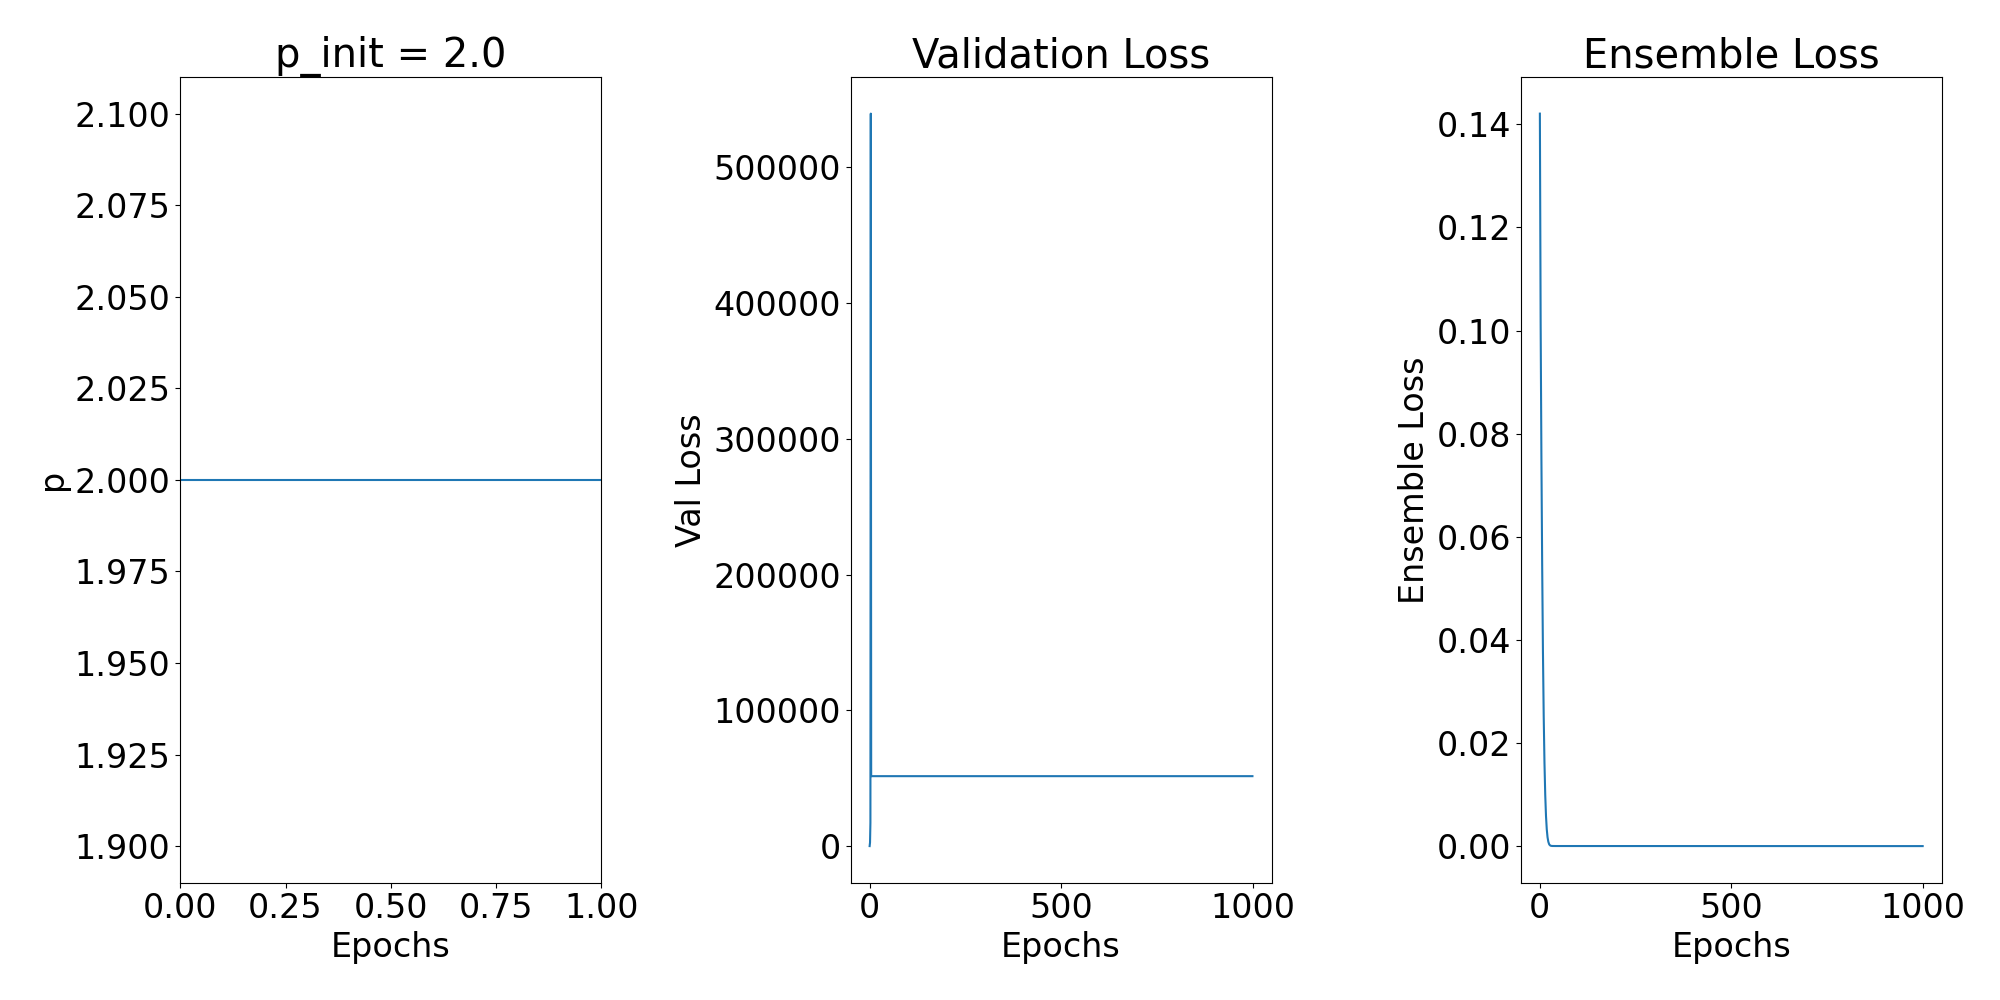 p_init = 2.0
2.100
2.075
2.050
2.025
2.000
1.975
1.950
1.925
1.900
p
0.00 0.25 0.50 0.75 1.00
Epochs
Validation Loss
500000
400000
300000
200000
100000
0
Val Loss
0 500 1000
Epochs
Ensemble Loss
0.14
0.12
0.10
0.08
0.06
0.04
0.02
0.00
Ensemble Loss
0 500 1000
Epochs